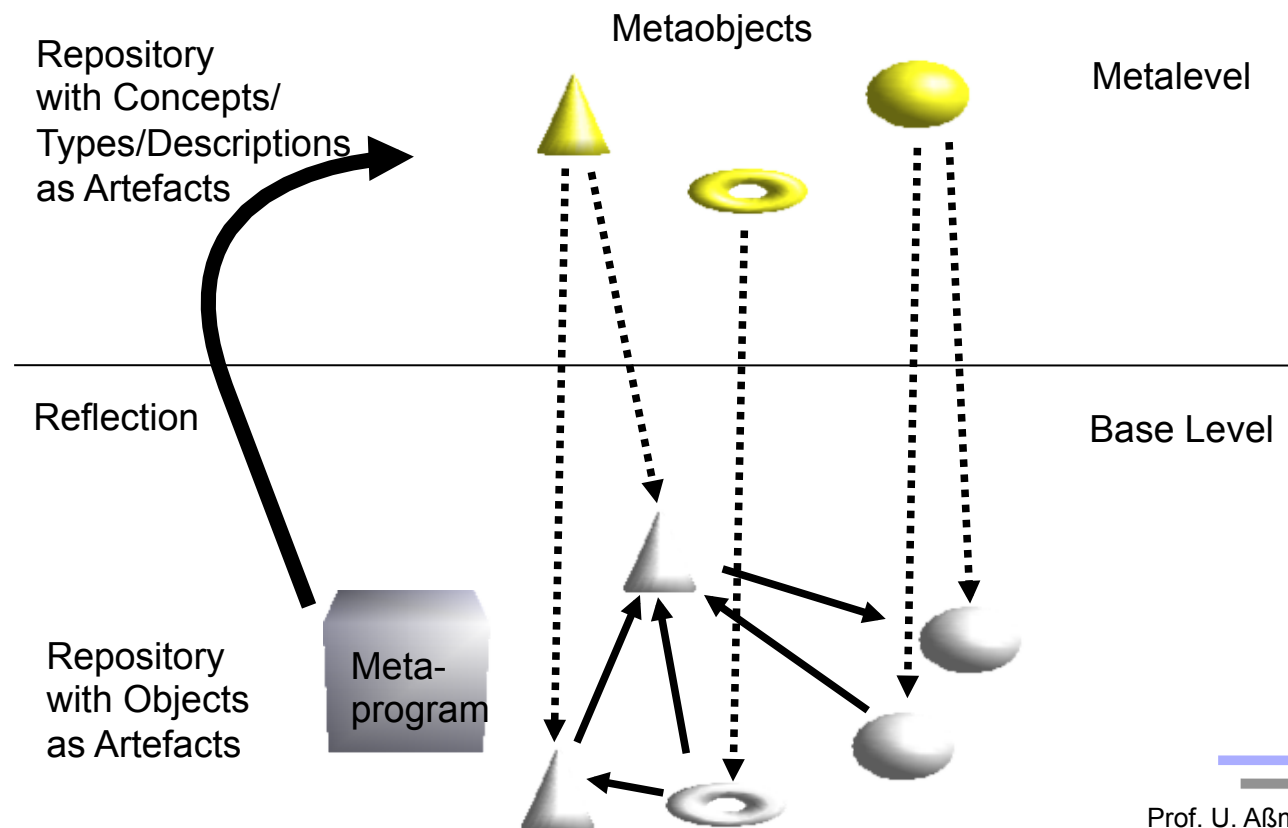 Metaobjects
Repository
with Concepts/
Types/Descriptions
as Artefacts
Metalevel
Reflection
Base Level
Repository
with Objects
as Artefacts
Meta-
program
Prof. U.